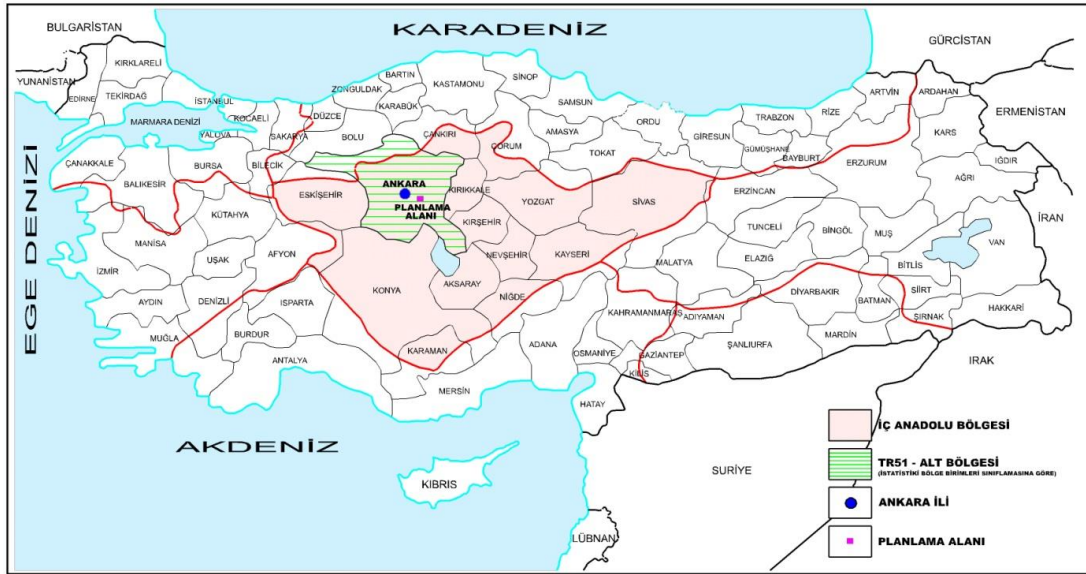 BULGARİSTAN
KARADENİZ
GÜRCİSTAN
YUNANİSTAN
KIRKLARELİ
EDİRNE
TEKİRDAĞ
İSTANBUL
MARMARA DENİZİ
KOCAELİ
YALOVA
SAKARYA
DÜZCE
ZONGULDAK
BARTIN
KARABÜK
KASTAMONU
SİNOP
SAMSUN
ORDU
GİRESUN
TRABZON
RİZE
ARTVİN
ARDAHAN
ERMENİSTAN
KARS
IĞDIR
BOLU
ÇANKIRI
ÇORUM
AMASYA
TOKAT
GÜMÜŞHANE
BAYBURT
ERZURUM
AĞRI
İRAN
ÇANAKKALE
BALIKESİR
BURSA
BİLECİK
ESKİŞEHİR
ANKARA
PLANLAMA
ALANI
KIRIKKALE
YOZGAT
SİVAS
ERZİNCAN
TUNCELİ
BİNGÖL
MUŞ
VAN
EGE DENİZİ
MANİSA
KÜTAHYA
UŞAK
AFYON
KIRŞEHİR
NEVŞEHİR
KAYSERİ
MALATYA
ELAZIĞ
BİTLİS
SİİRT
HAKKARİ
İZMİR
AYDIN
DENİZLİ
ISPARTA
KONYA
AKSARAY
NİĞDE
KAHRAMANMARAŞ
ADIYAMAN
DİYARBAKIR
BATMAN
ŞIRNAK
MUĞLA
BURDUR
ANTALYA
KARAMAN
MERSİN
ADANA
OSMANİYE
GAZİANTEP
KİLİS
ŞANLIURFA
MARDİN
IRAK
HATAY
AKDENİZ
KIBRIS
SURİYE
LÜBNAN
İÇ ANADOLU BÖLGESİ
TR51 - ALT BÖLGESİ
(İSTATİSTİKİ BÖLGE BİRİMLERİ SINIFLAMASINA GÖRE)
ANKARA İLİ
PLANLAMA ALANI